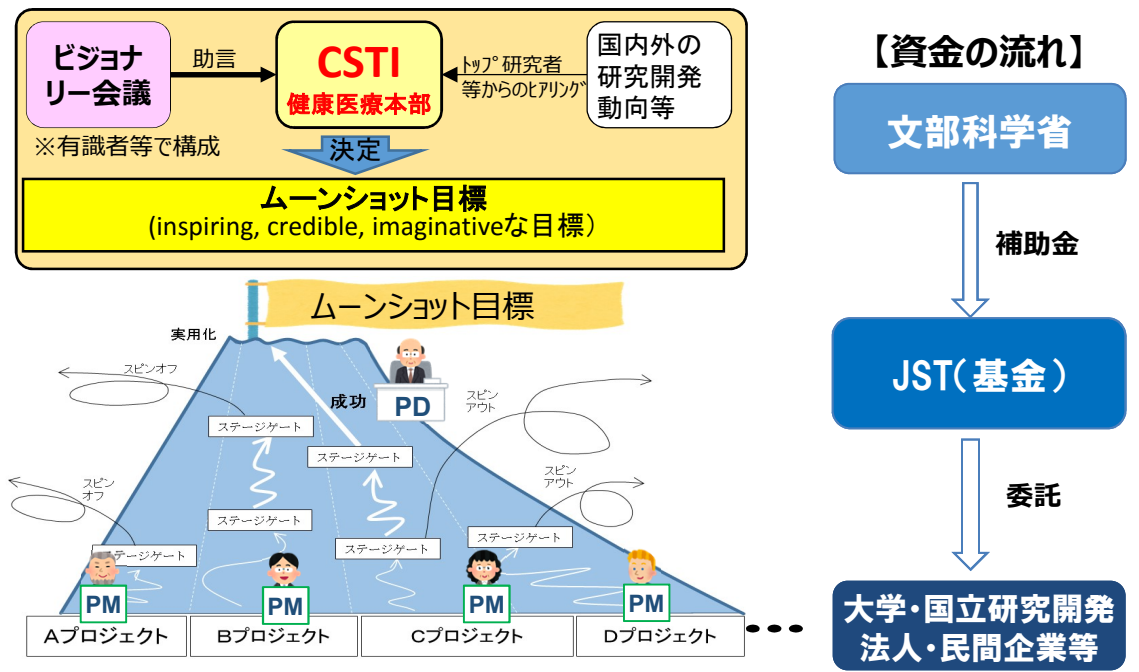 ビジョナ
リー会議
助言
CSTI
健康医療本部
ﾄｯﾌﾟ研究者
等からのﾋｱﾘﾝｸﾞ
国内外の
研究開発
動向等
※有識者等で構成
決定
ムーンショット目標
(inspiring, credible, imaginativeな目標）
ムーンショット目標
実用化
スピンオフ
成功
PD
スピン
アウト
ステージゲート
ステージゲート
スピン
オフ
スピン
アウト
ステージゲート
ステージゲート
ステージゲート
ステージゲート
PM
PM
PM
PM
Aプロジェクト
Bプロジェクト
Cプロジェクト
Dプロジェクト
･･･
【資金の流れ】
文部科学省
補助金
JST(基金）
委託
大学･国立研究開発
法人･民間企業等